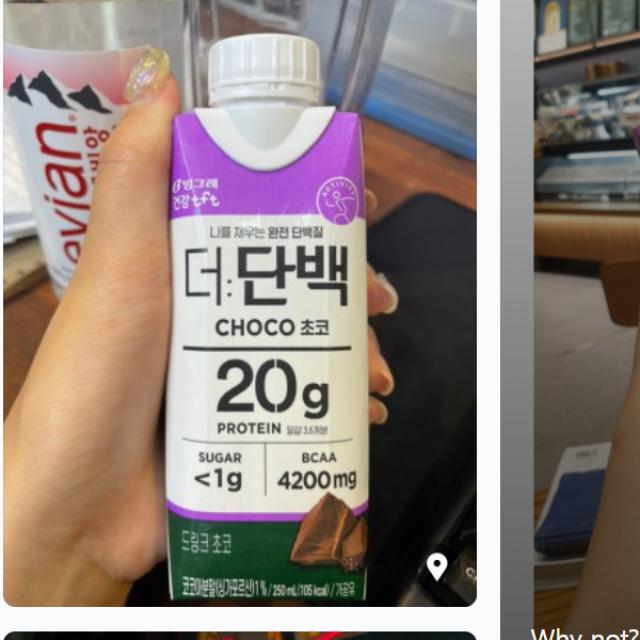 evian
빙그레
건강 tft
ACTIVITY
나를 채우는 완전 단백질
더:단백
CHOCO 초코
20g
PROTEIN 달걀 3.6개분
SUGAR
<1g
BCAA
4200mg
드링크 초코
코코아분말(싱가포르산)1% / 250 mL(105 kcal) / 가공유
Why not?